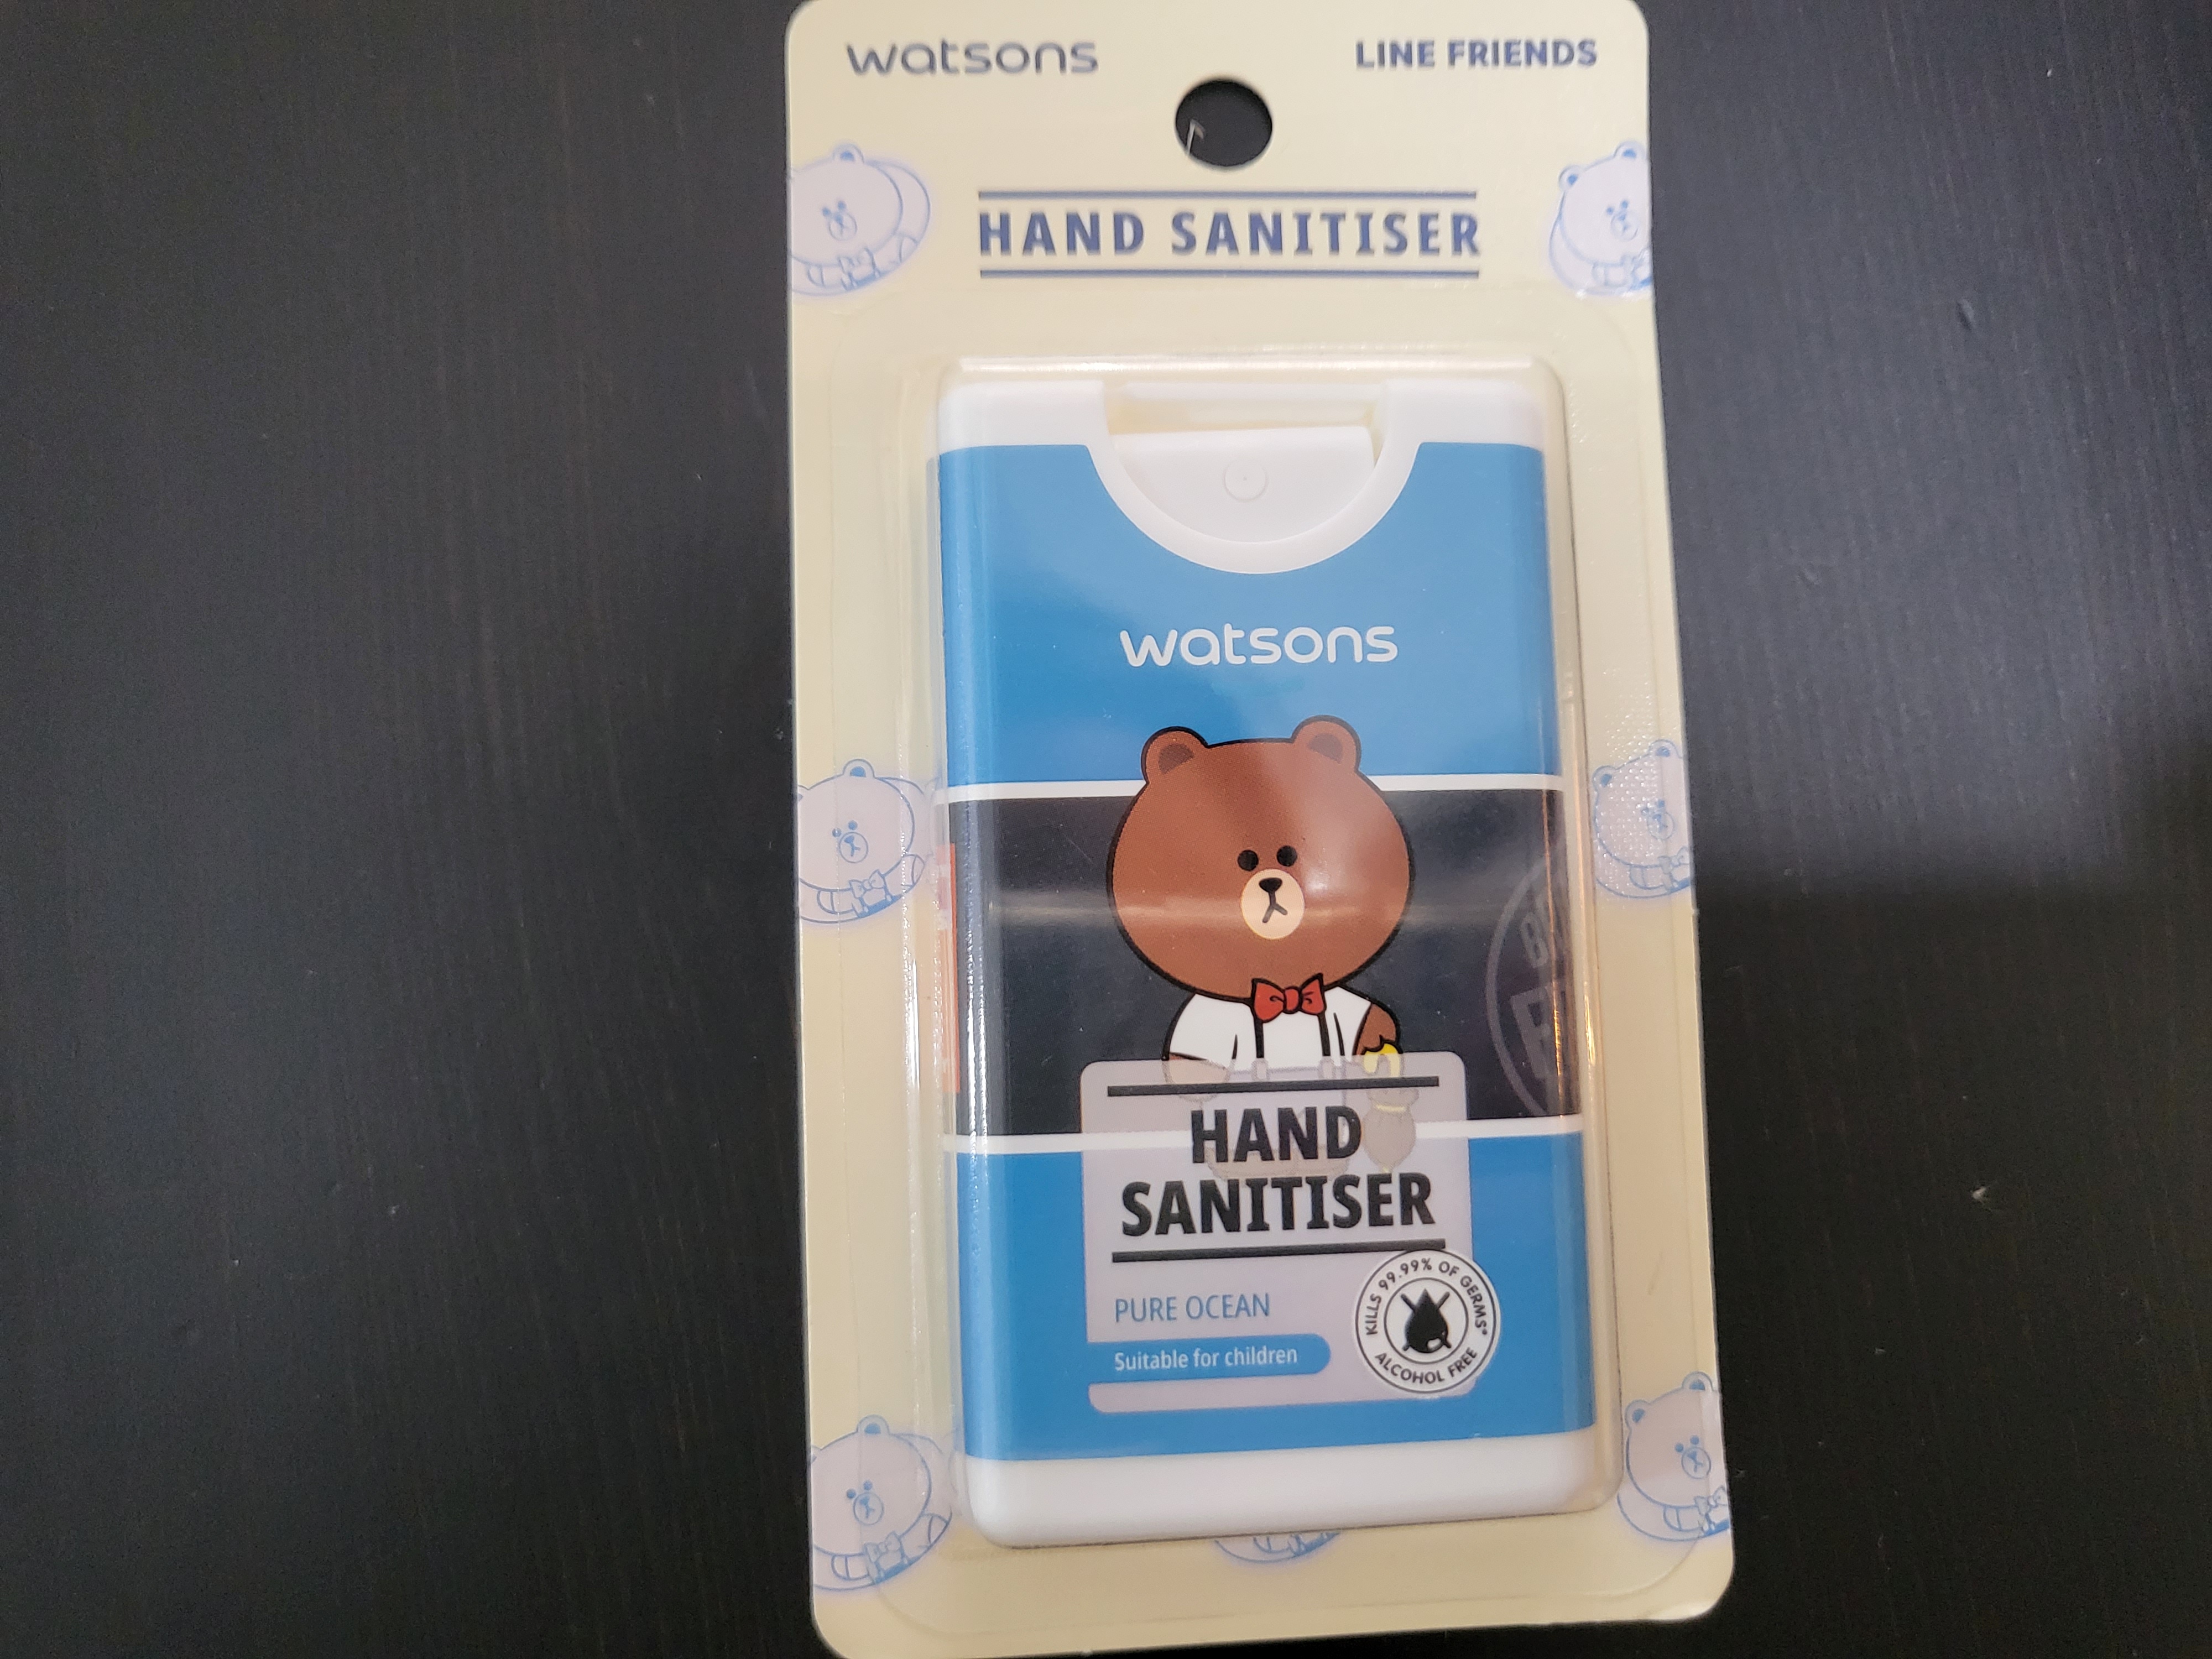 watsons
LINE FRIENDS
HAND SANITISER
watsons
HAND
SANITISER
PURE OCEAN
Suitable for children
KILLS 99.99% OF GERMS*
ALCOHOL FREE